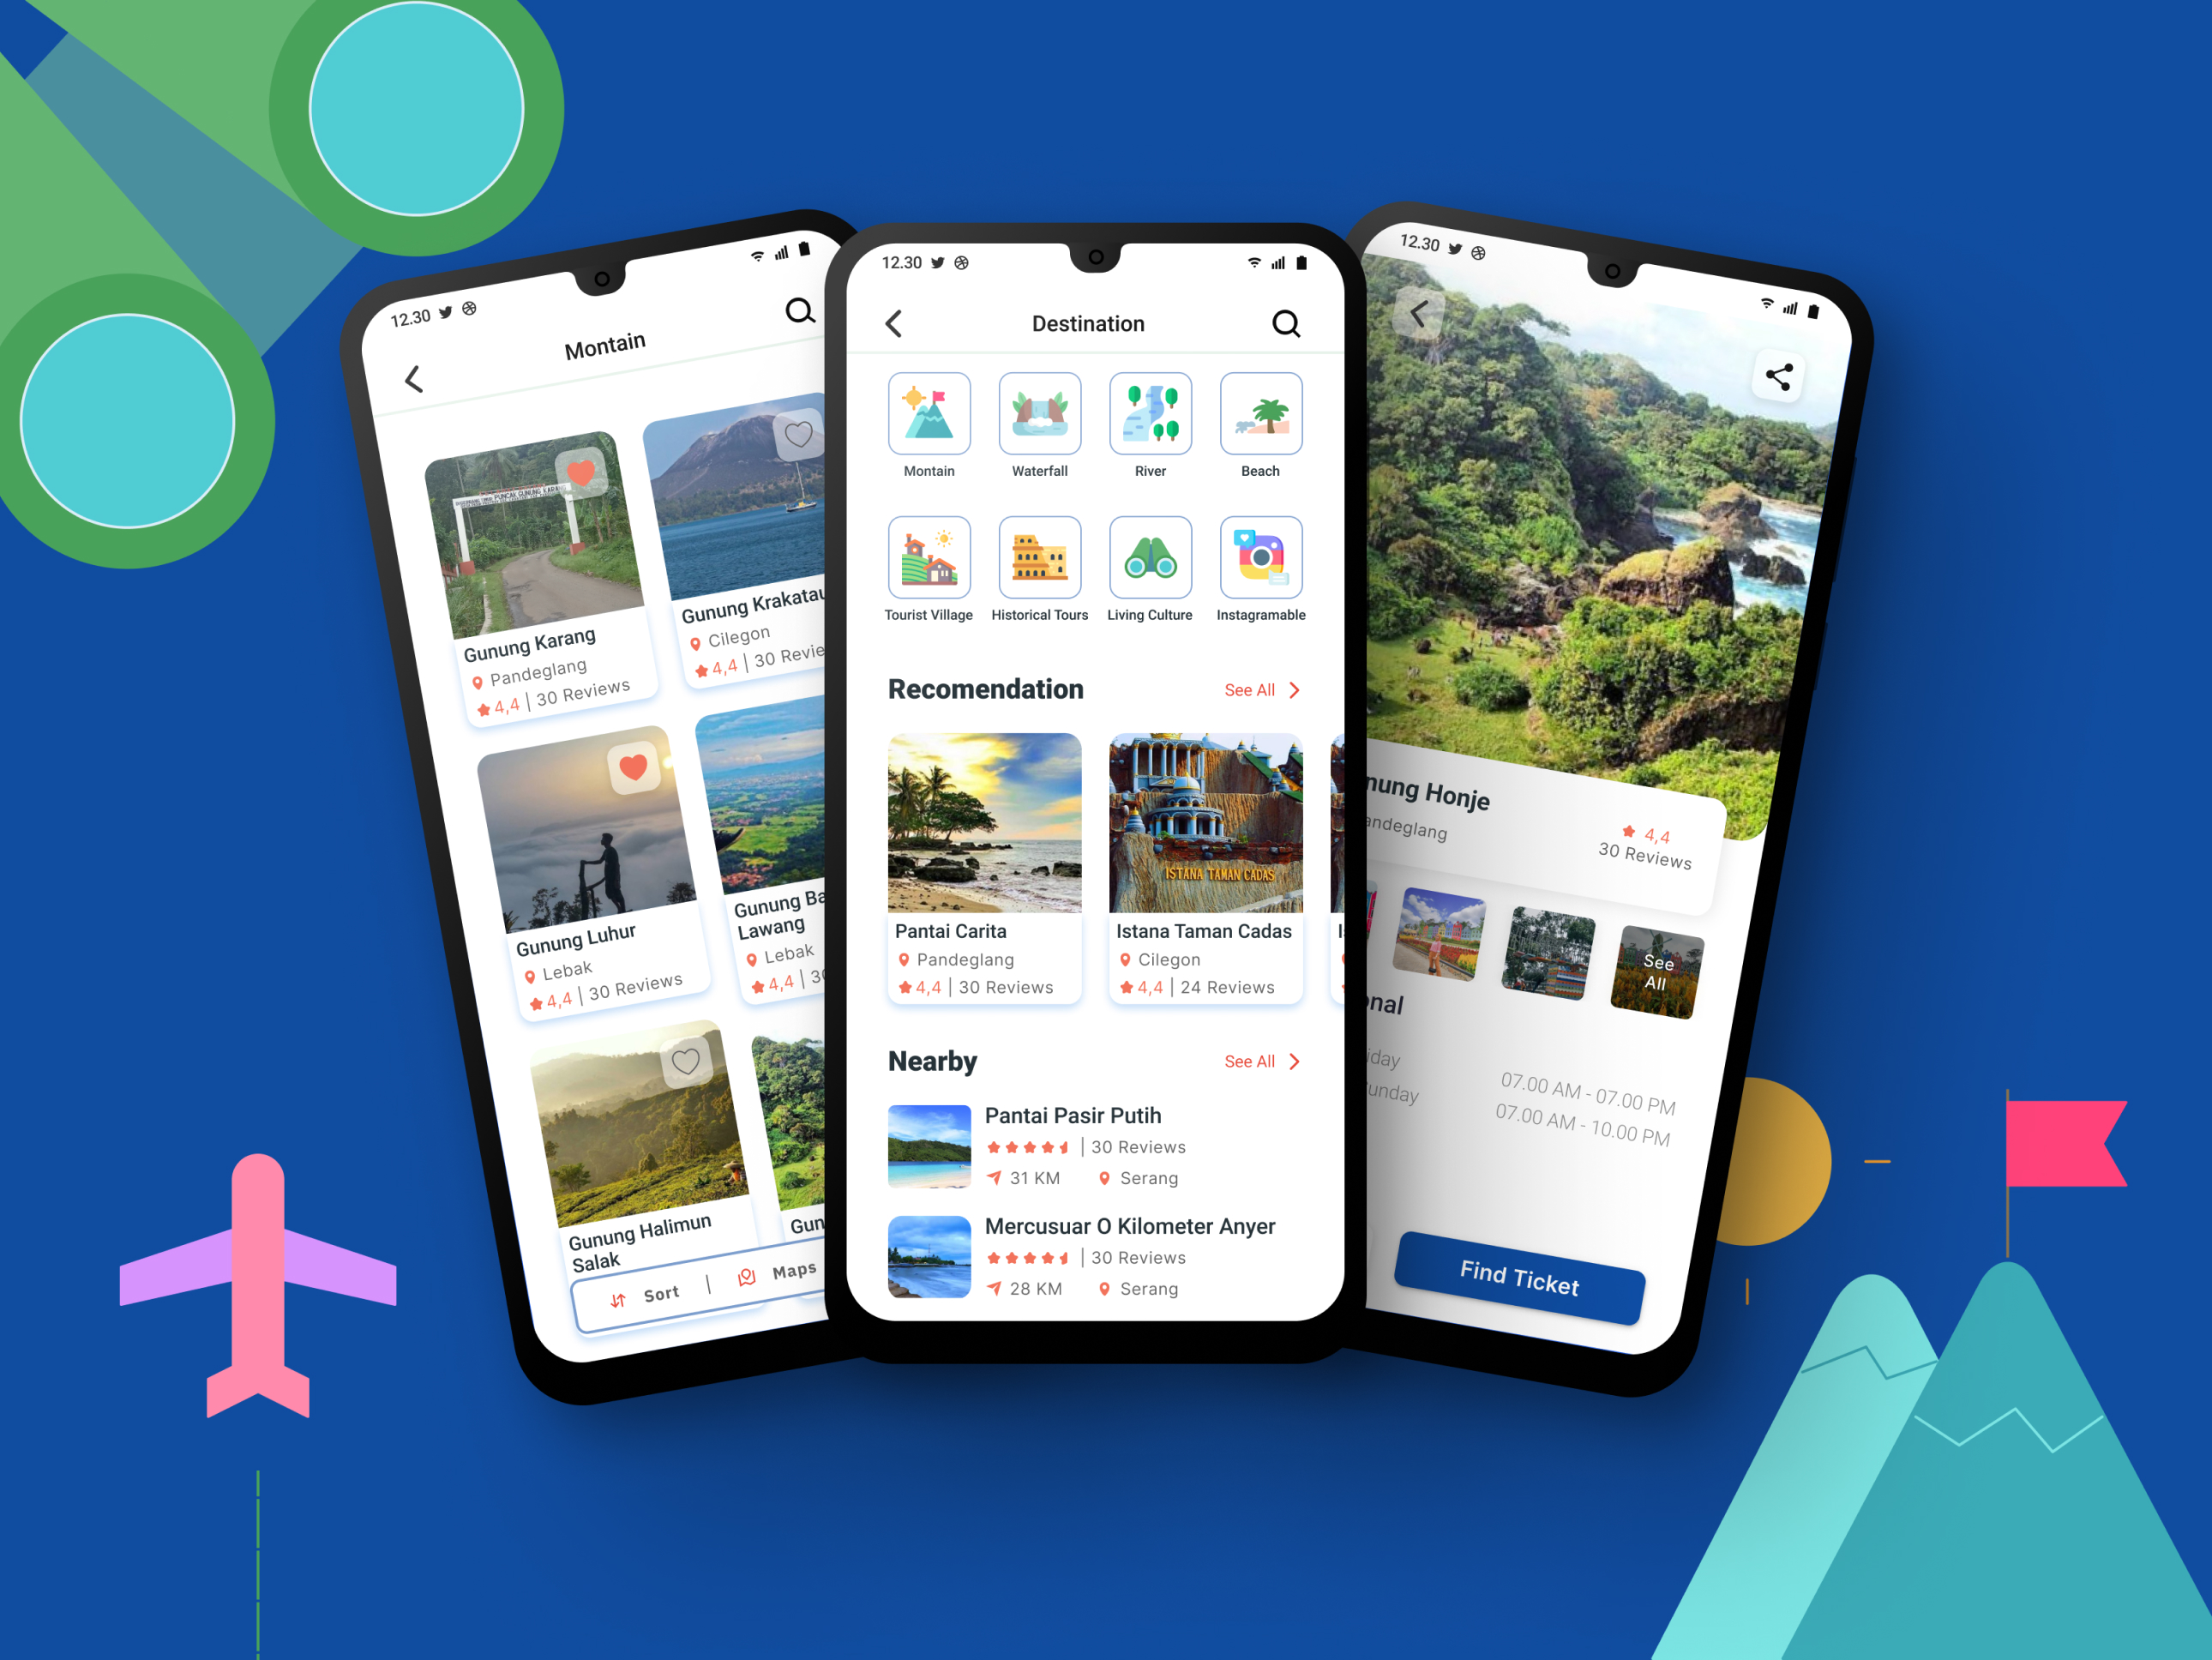 12.30
Montain
Gunung Karang
Pandeglang
4,4 | 30 Reviews
Gunung Krakatau
Cilegon
4,4 | 30 Revie
Gunung Luhur
Lebak
4,4 | 30 Reviews
Gunung Ba
Lawang
Lebak
4,4 | 30
Gunung Halimun
Salak
Gun
Sort | Maps
12.30
Destination
Montain
Waterfall
River
Beach
Tourist Village
Historical Tours
Living Culture
Instagramable
Recomendation
See All
ISTANA TAMAN CADAS
Pantai Carita
Pandeglang
4,4 | 30 Reviews
Istana Taman Cadas
Cilegon
4,4 | 24 Reviews
Nearby
See All
Pantai Pasir Putih
| 30 Reviews
31 KM
Serang
Mercusuar O Kilometer Anyer
| 30 Reviews
28 KM
Serang
12.30
nung Honje
andeglang
4,4
30 Reviews
See
All
nal
iday
unday
07.00 AM - 07.00 PM
07.00 AM - 10.00 PM
Find Ticket